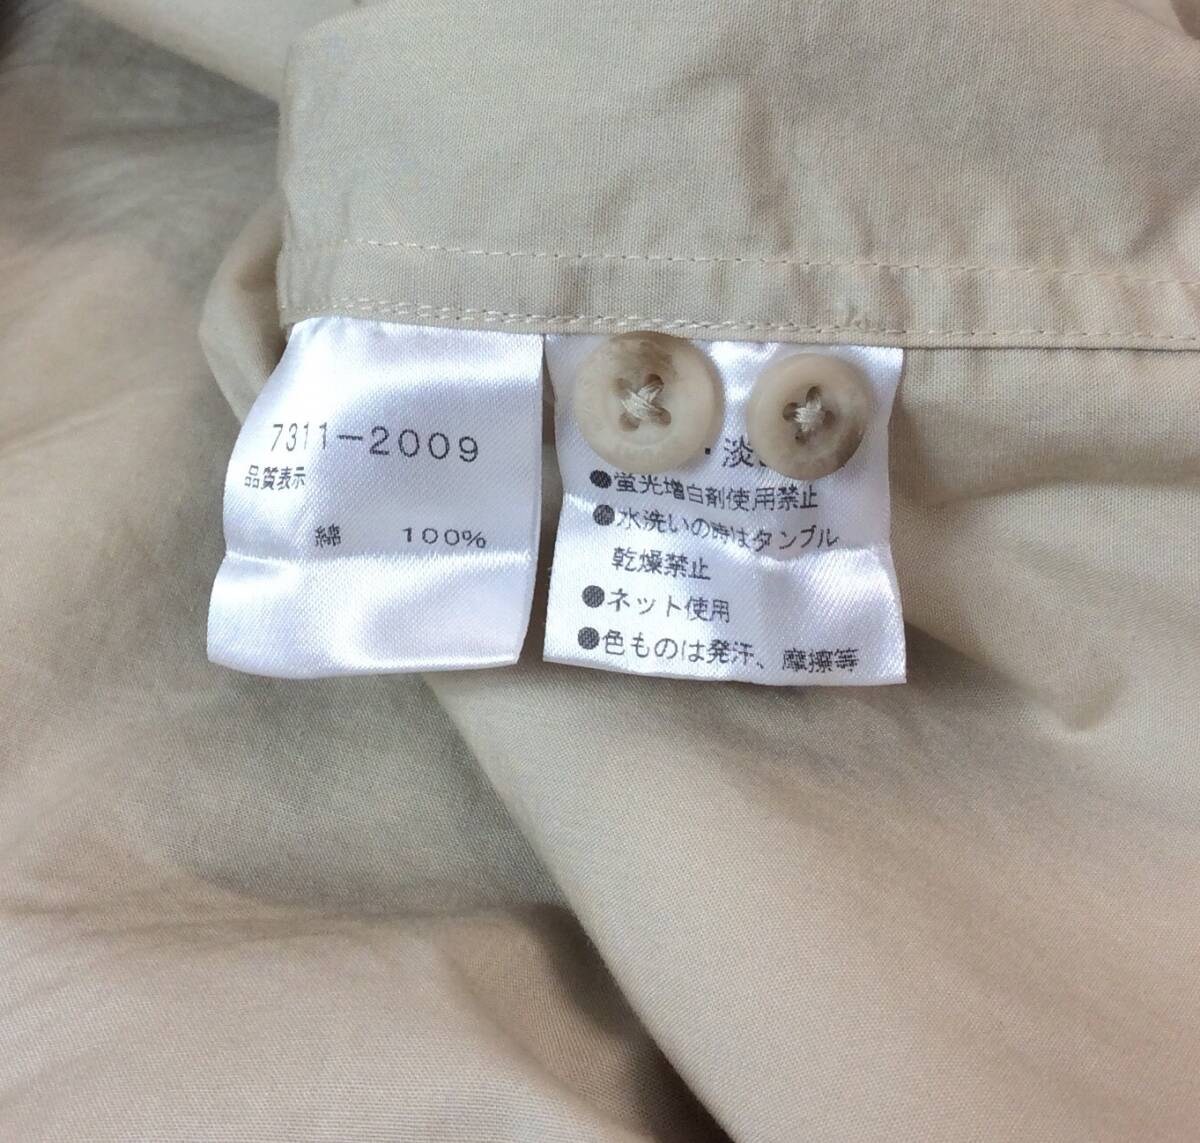 7311-2009
品質表示
綿 100%
・淡
●蛍光増白剤使用禁止
●水洗いの時はタンブル
乾燥禁止
●ネット使用
●色ものは発汗、摩擦等